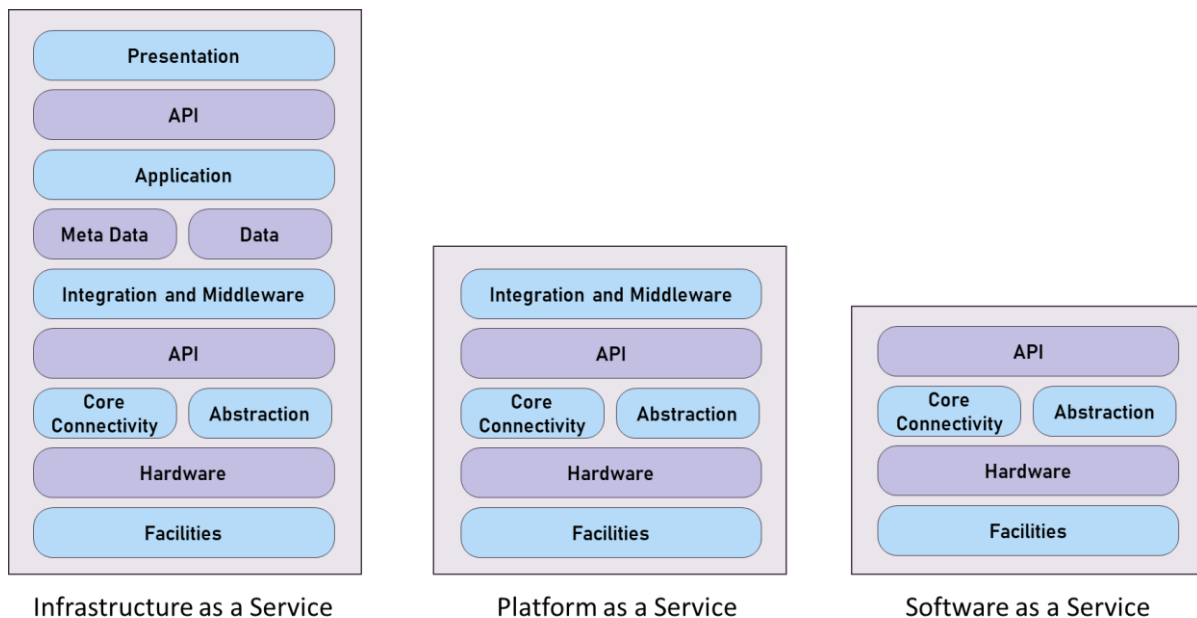 Presentation
API
Application
Meta Data
Data
Integration and Middleware
API
Core
Connectivity
Abstraction
Hardware
Facilities
Infrastructure as a Service
Integration and Middleware
API
Core
Connectivity
Abstraction
Hardware
Facilities
Platform as a Service
API
Core
Connectivity
Abstraction
Hardware
Facilities
Software as a Service